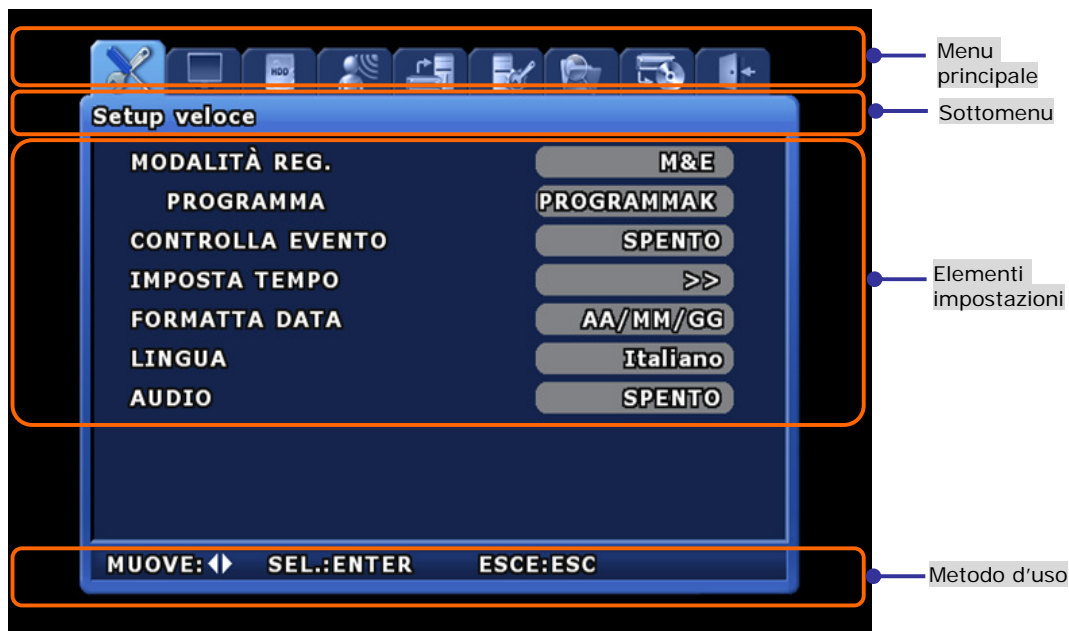 Menu
principale
HDD
Setup veloce
Sottomenu
MODALITÀ REG. M&E
PROGRAMMA PROGRAMMAK
CONTROLLA EVENTO SPENTO
IMPOSTA TEMPO >>
Elementi
impostazioni
FORMATTA DATA AA/MM/GG
LINGUA Italiano
AUDIO SPENTO
MUOVE: SEL.:ENTER ESCE:ESC
Metodo d'uso